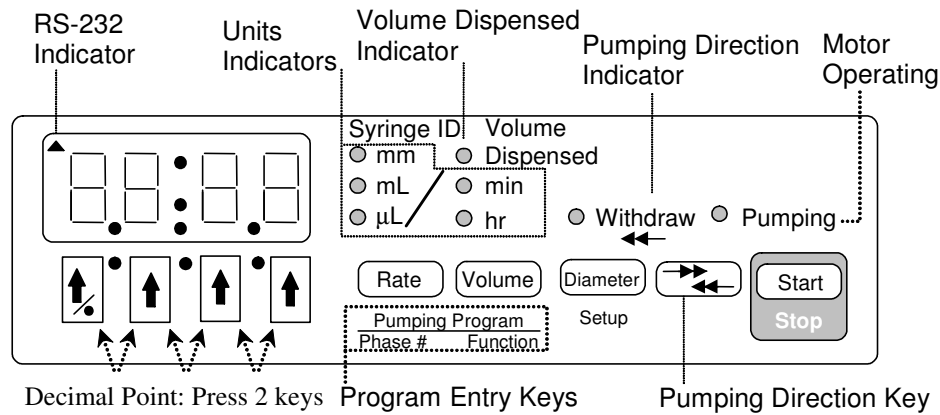 RS-232
Indicator
Units
Indicators
Volume Dispensed
Indicator
Pumping Direction
Indicator
Motor
Operating
Syringe ID
Volume
Dispensed
mm
mL
µL
min
hr
Withdraw
Pumping
Rate
Volume
Diameter
Start
Setup
Stop
Pumping Program
Phase # Function
Decimal Point: Press 2 keys
Program Entry Keys
Pumping Direction Key